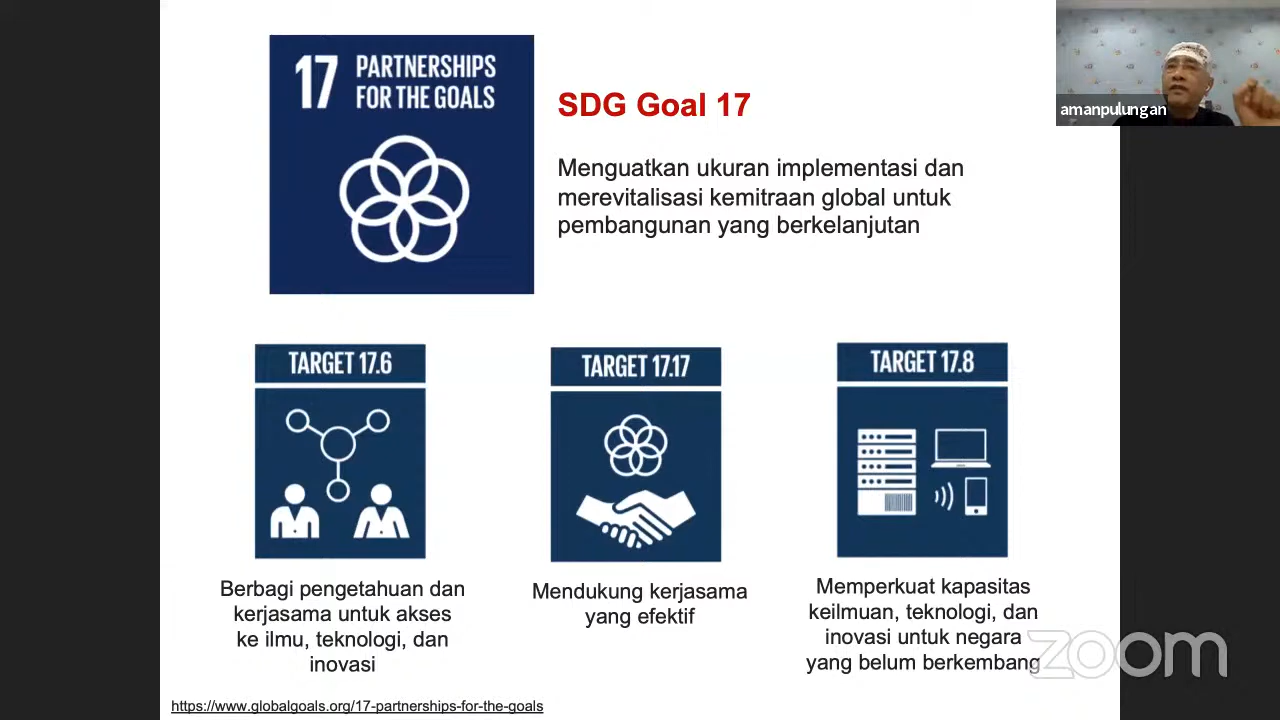 17 PARTNERSHIPS
FOR THE GOALS
SDG Goal 17
Menguatkan ukuran implementasi dan
merevitalisasi kemitraan global untuk
pembangunan yang berkelanjutan
amanpulungan
TARGET 17.6
Berbagi pengetahuan dan
kerjasama untuk akses
ke ilmu, teknologi, dan
inovasi
TARGET 17.17
Mendukung kerjasama
yang efektif
TARGET 17.8
Memperkuat kapasitas
keilmuan, teknologi, dan
inovasi untuk negara
yang belum berkembang
zoom
https://www.globalgoals.org/17-partnerships-for-the-goals